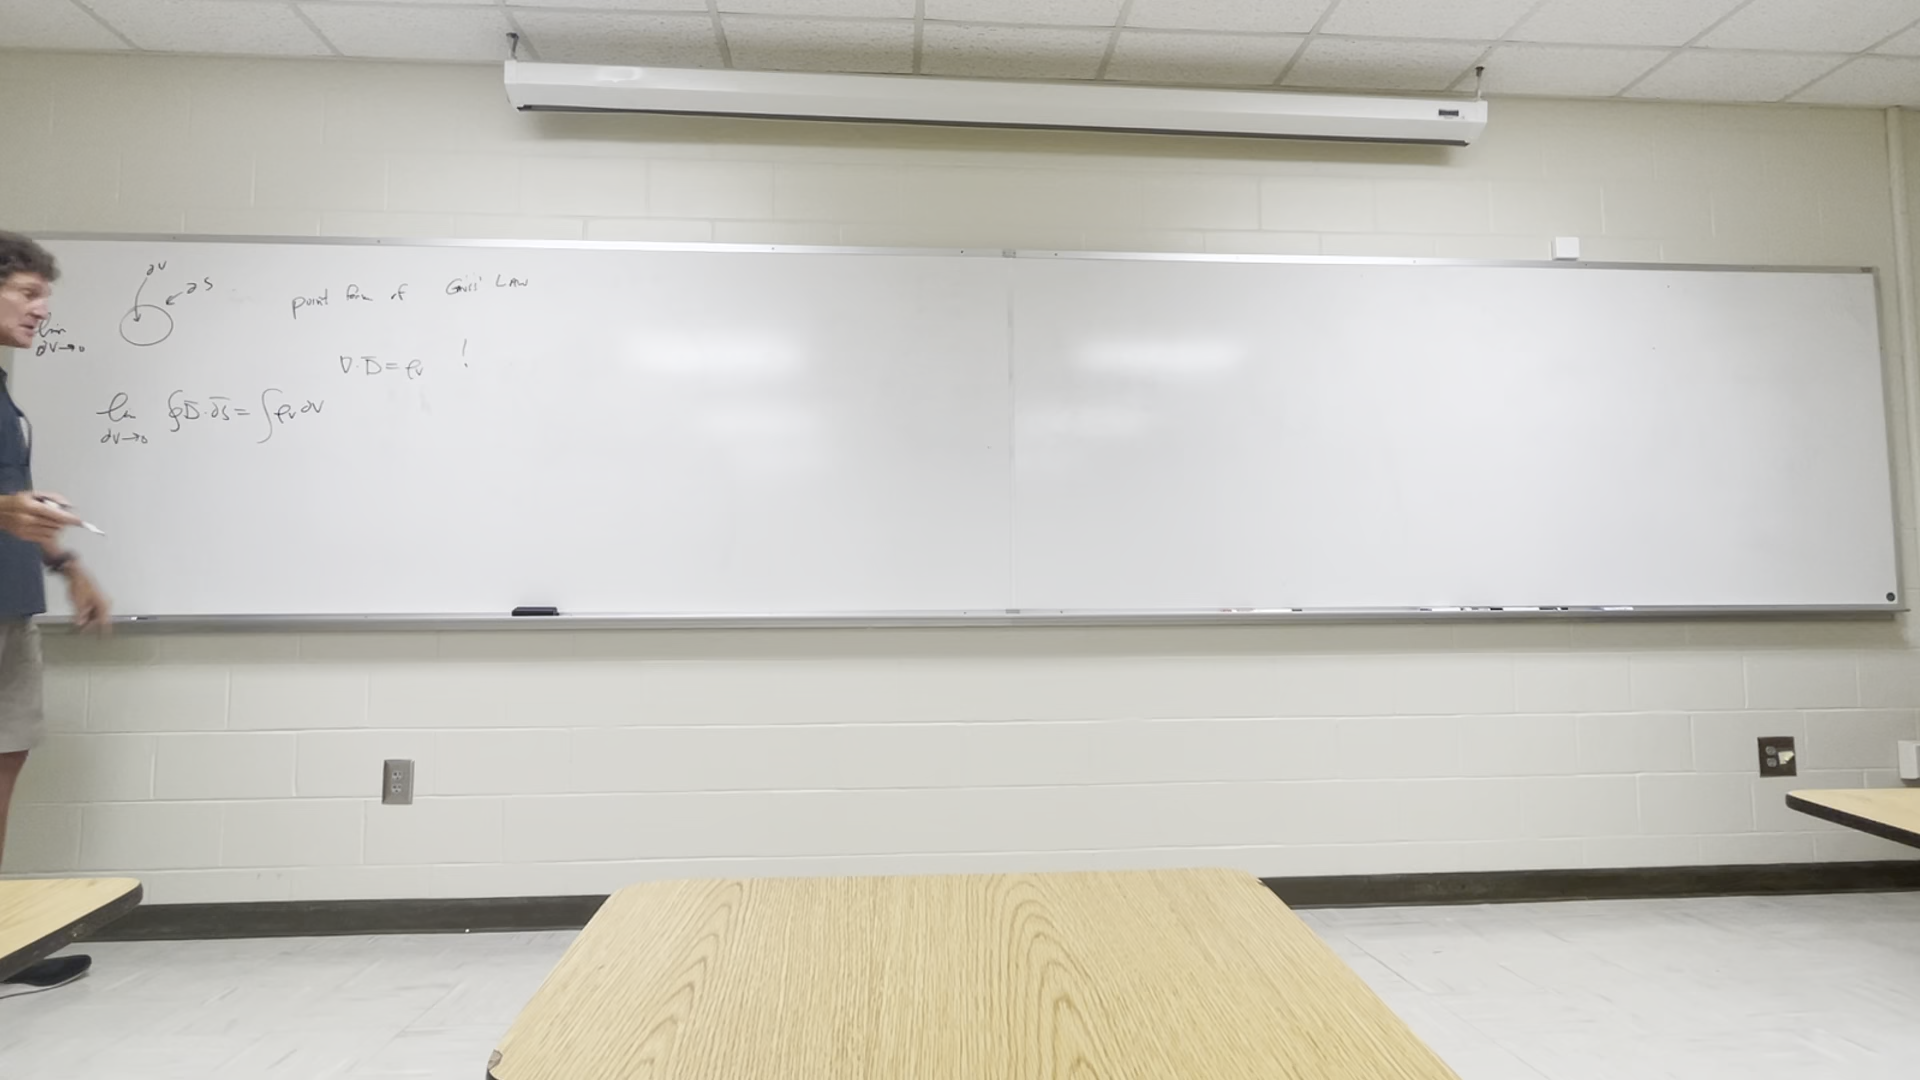 ∂V
∂S
point form of Gauss' LAW
lim
∂V→0
∇·D̄=ρv !
lim ∮D̄·∂S̄=∫ρv∂V
∂V→0